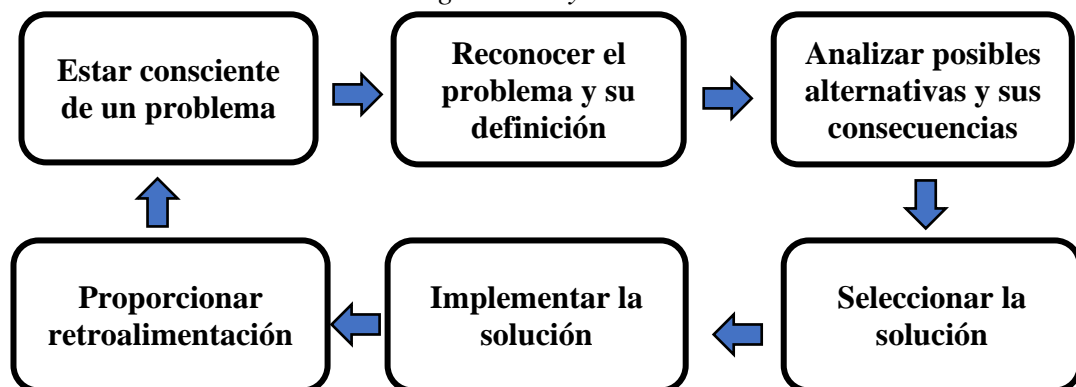 Estar consciente
de un problema
Reconocer el
problema y su
definición
Analizar posibles
alternativas y sus
consecuencias
Seleccionar la
solución
Implementar la
solución
Proporcionar
retroalimentación